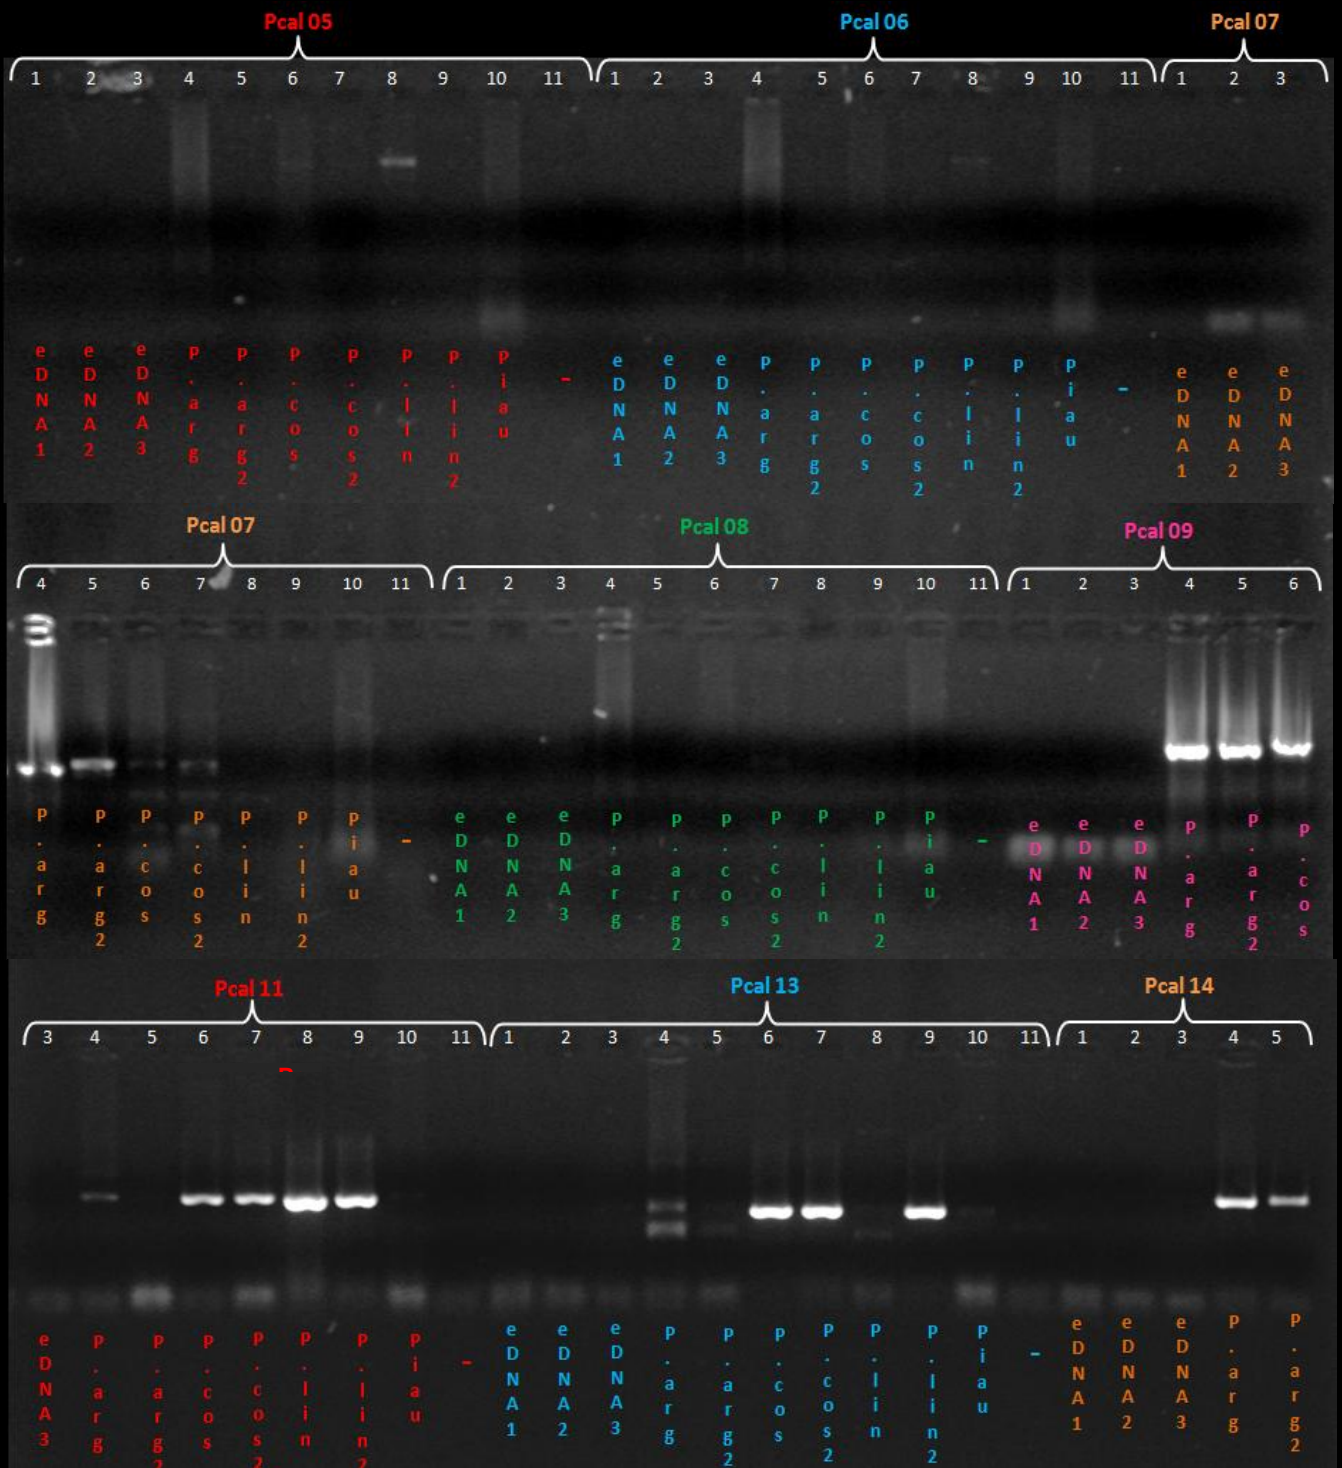 Pcal 05 Pcal 06 Pcal 07
1 2 3 4 5 6 7 8 9 10 11 1 2 3 4 5 6 7 8 9 10 11 1 2 3
eDNA1 eDNA2 eDNA3 P.arg P.arg2 P.cos P.cos2 P.lin P.lin2 Piau - eDNA1 eDNA2 eDNA3 P.arg P.arg2 P.cos P.cos2 P.lin P.lin2 Piau - eDNA1 eDNA2 eDNA3
Pcal 07 Pcal 08 Pcal 09
4 5 6 7 8 9 10 11 1 2 3 4 5 6 7 8 9 10 11 1 2 3 4 5 6
P.arg P.arg2 P.cos P.cos2 P.lin P.lin2 Piau - eDNA1 eDNA2 eDNA3 P.arg P.arg2 P.cos P.cos2 P.lin P.lin2 Piau - eDNA1 eDNA2 eDNA3 P.arg P.arg2 P.cos
Pcal 11 Pcal 13 Pcal 14
3 4 5 6 7 8 9 10 11 1 2 3 4 5 6 7 8 9 10 11 1 2 3 4 5
eDNA3 P.arg P.arg2 P.cos P.cos2 P.lin P.lin2 Piau - eDNA1 eDNA2 eDNA3 P.arg P.arg2 P.cos P.cos2 P.lin P.lin2 Piau - eDNA1 eDNA2 eDNA3 P.arg P.arg2